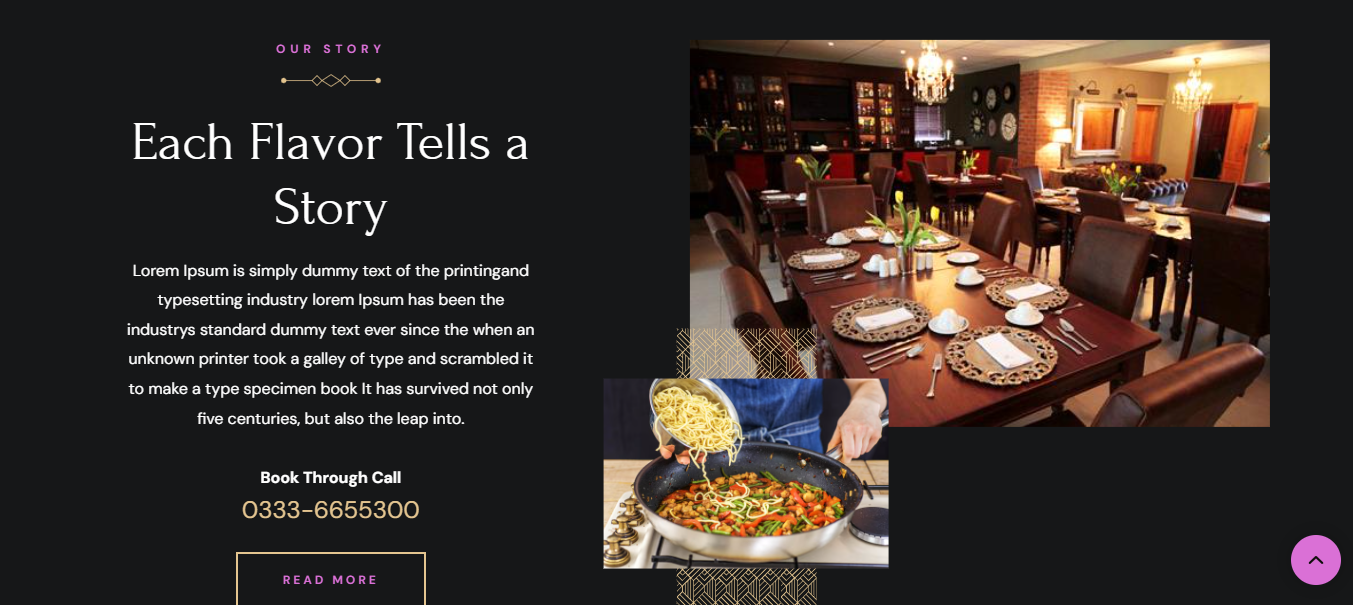 OUR STORY
Each Flavor Tells a
Story
Lorem Ipsum is simply dummy text of the printingand
typesetting industry lorem Ipsum has been the
industrys standard dummy text ever since the when an
unknown printer took a galley of type and scrambled it
to make a type specimen book It has survived not only
five centuries, but also the leap into.
Book Through Call
0333-6655300
READ MORE